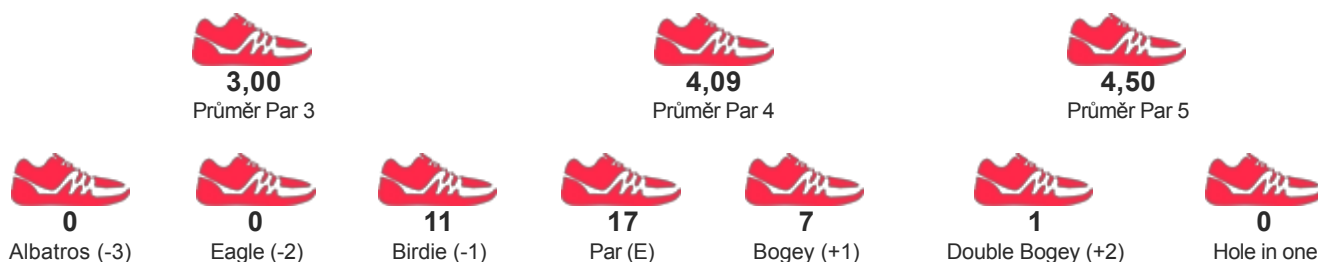 3,00 4,09 4,50
Průměr Par 3 Průměr Par 4 Průměr Par 5
0 0 11 17 7 1 0
Albatros (-3) Eagle (-2) Birdie (-1) Par (E) Bogey (+1) Double Bogey (+2) Hole in one